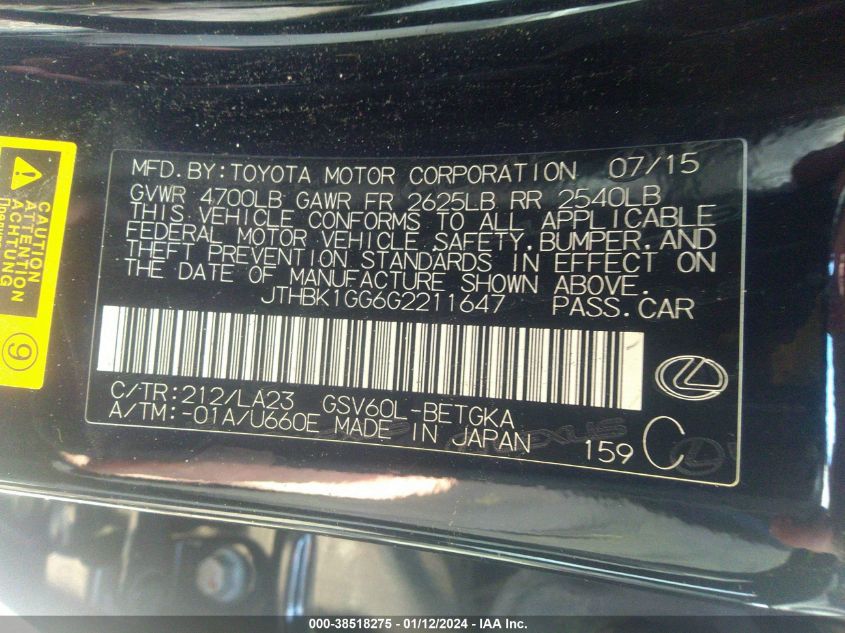 MFD.BY:TOYOTA MOTOR CORPORATION 07/15
GVWR 4700LB GAWR FR 2625LB RR 2540LB
THIS VEHICLE CONFORMS TO ALL APPLICABLE
FEDERAL MOTOR VEHICLE SAFETY,BUMPER,AND
THEFT PREVENTION STANDARDS IN EFFECT ON
THE DATE OF MANUFACTURE SHOWN ABOVE.
JTHBK1GG6G2211647 PASS.CAR
C/TR:212/LA23 GSV60L-BETGKA
A/TM:-01A/U660E MADE IN JAPAN
159 C
CAUTION
ATTENTION
ACHTUNG
9
000-38518275 - 01/12/2024 - IAA Inc.